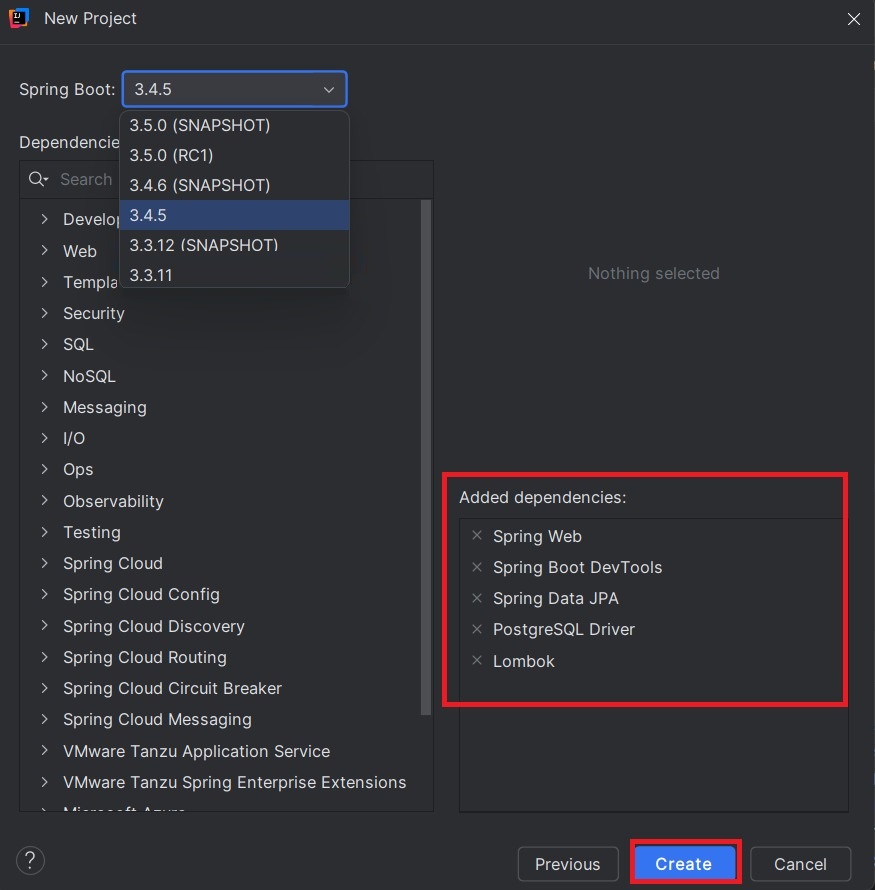 New Project
Spring Boot: 3.4.5
3.5.0 (SNAPSHOT)
Dependencie
3.5.0 (RC1)
Search
3.4.6 (SNAPSHOT)
3.4.5
3.3.12 (SNAPSHOT)
3.3.11
Develop
Web
Templa
Security
SQL
NoSQL
Messaging
I/O
Ops
Observability
Testing
Spring Cloud
Spring Cloud Config
Spring Cloud Discovery
Spring Cloud Routing
Spring Cloud Circuit Breaker
Spring Cloud Messaging
VMware Tanzu Application Service
VMware Tanzu Spring Enterprise Extensions
Microsoft Azure
Nothing selected
Added dependencies:
Spring Web
Spring Boot DevTools
Spring Data JPA
PostgreSQL Driver
Lombok
?
Previous
Create
Cancel